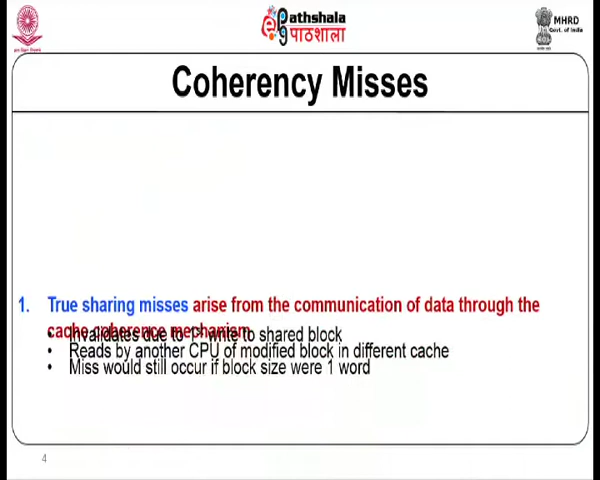 ePathshala
पाठशाला
MHRD
Govt. of India
Coherency Misses
1. True sharing misses arise from the communication of data through the
cache coherence mechanism
• Invalidates due to 1st write to shared block
• Reads by another CPU of modified block in different cache
• Miss would still occur if block size were 1 word
4